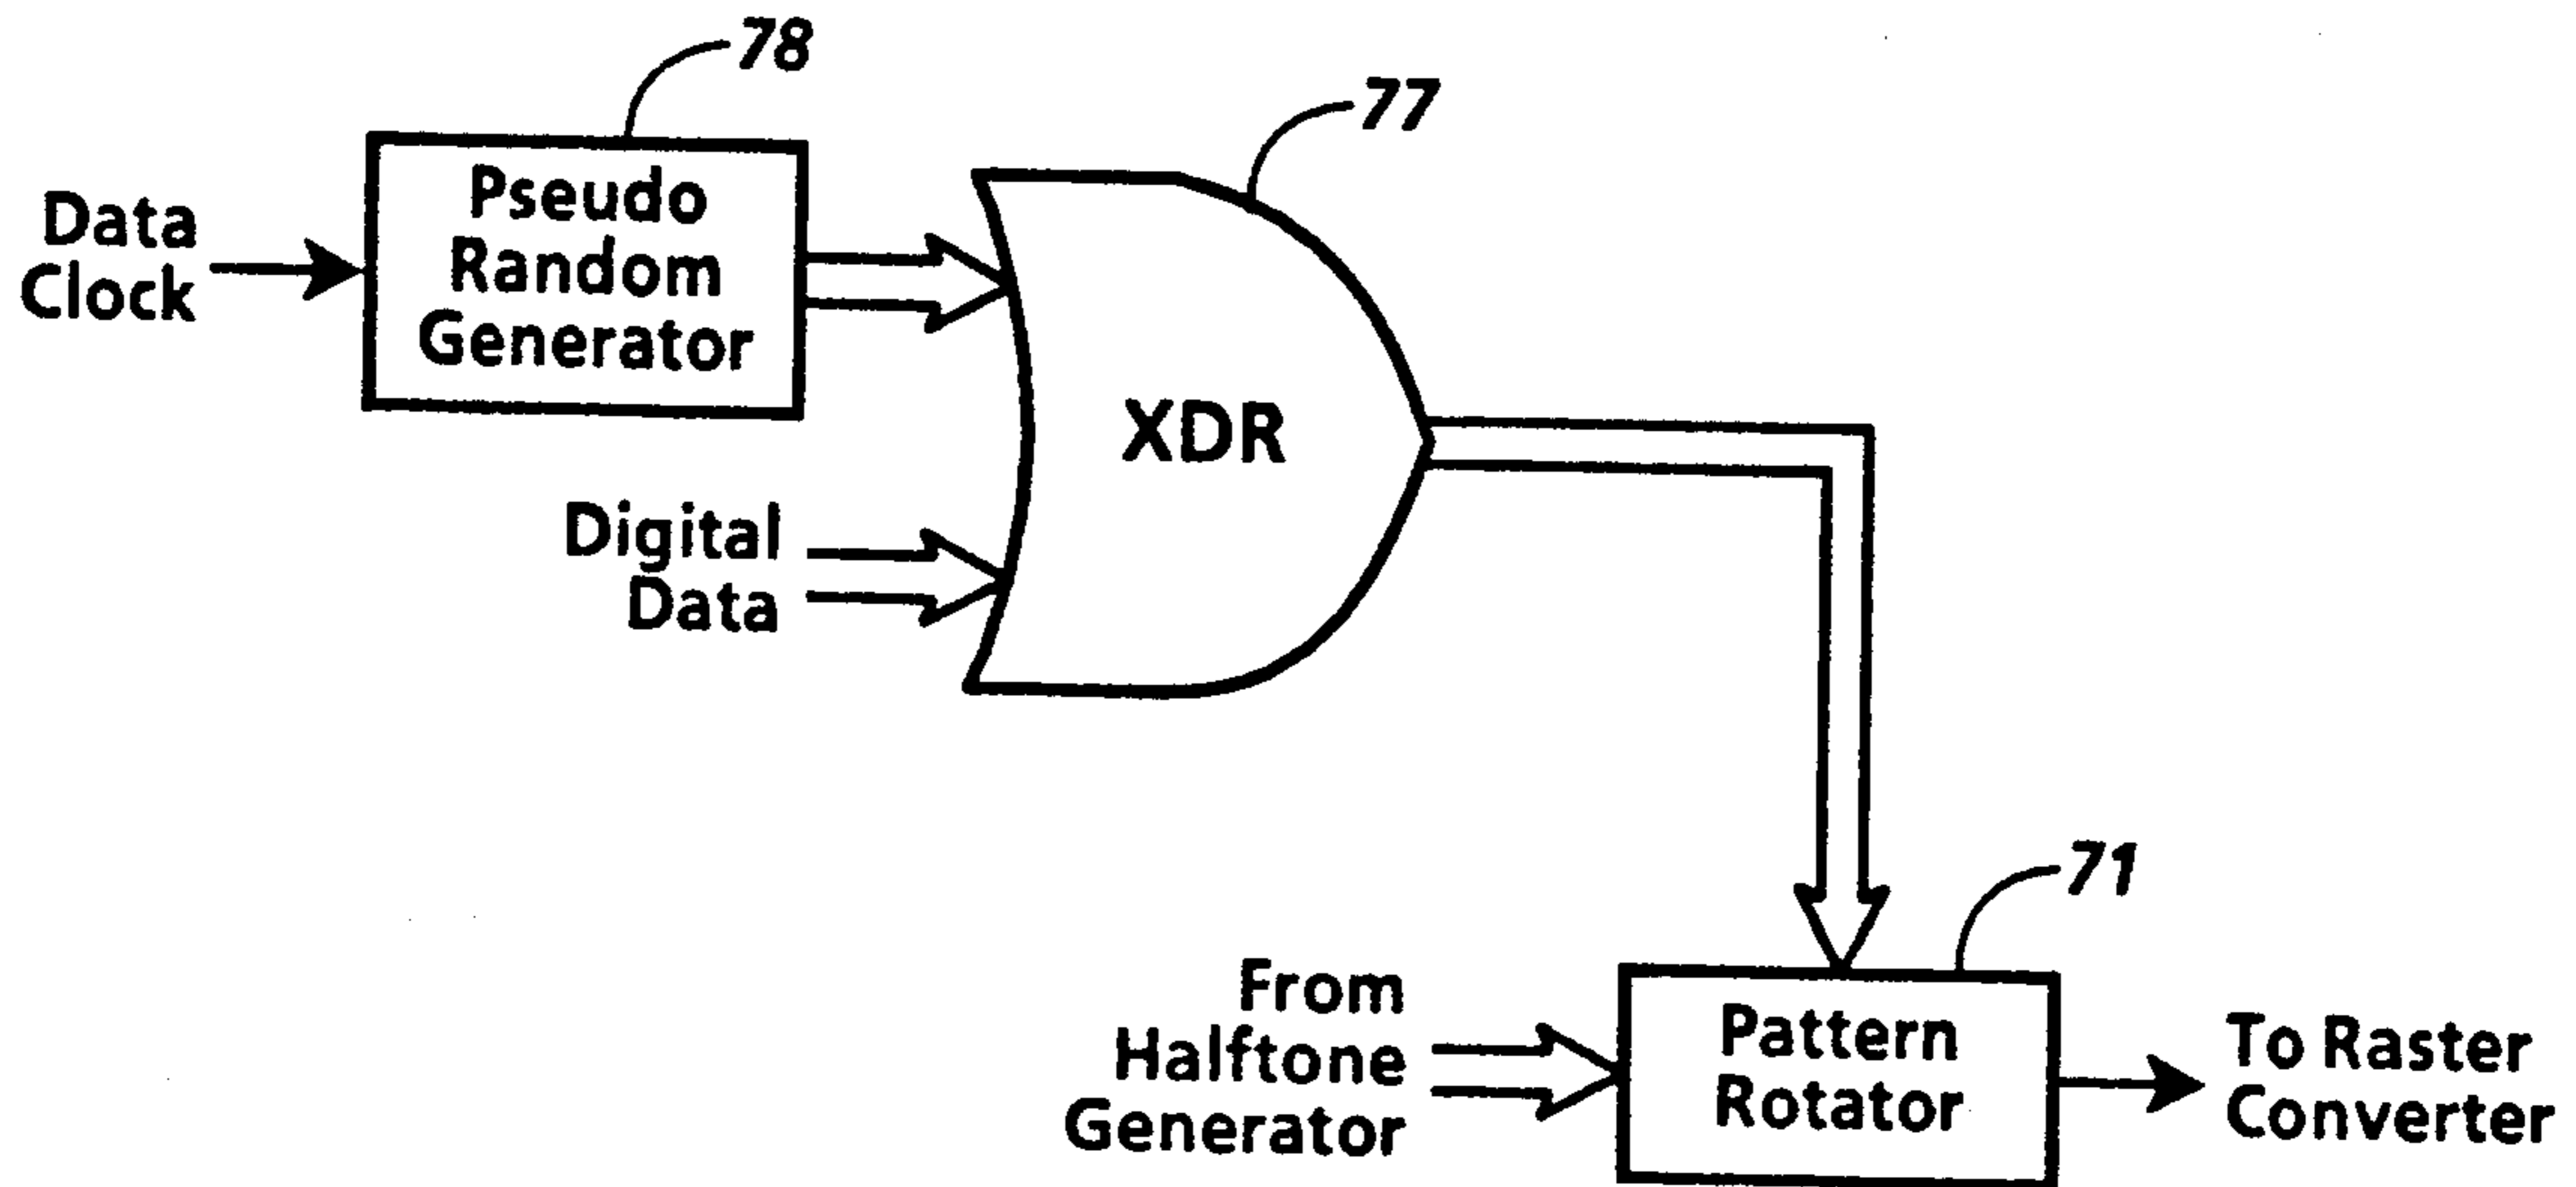 78
77
Data
Clock
Pseudo
Random
Generator
XDR
Digital
Data
71
From
Halftone
Generator
Pattern
Rotator
To Raster
Converter